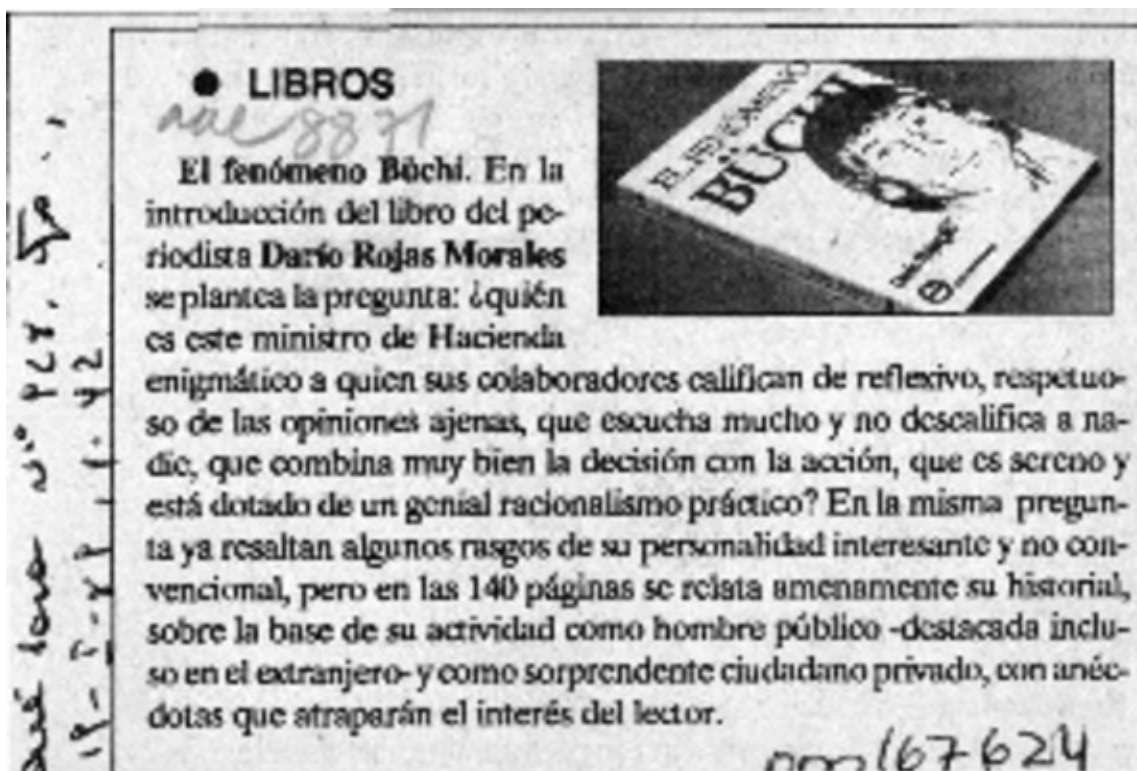 ● LIBROS
aae 8871
El fenómeno Büchi. En la
introducción del libro del pe-
riodista Darío Rojas Morales
se plantea la pregunta: ¿quién
es este ministro de Hacienda
enigmático a quien sus colaboradores califican de reflexivo, respetuo-
so de las opiniones ajenas, que escucha mucho y no descalifica a na-
die, que combina muy bien la decisión con la acción, que es sereno y
está dotado de un genial racionalismo práctico? En la misma pregun-
ta ya resaltan algunos rasgos de su personalidad interesante y no con-
vencional, pero en las 140 páginas se relata amenamente su historial,
sobre la base de su actividad como hombre público -destacada inclu-
so en el extranjero- y como sorprendente ciudadano privado, con anéc-
dotas que atraparán el interés del lector.
EL FENÓMENO
BÜCHI
000167624